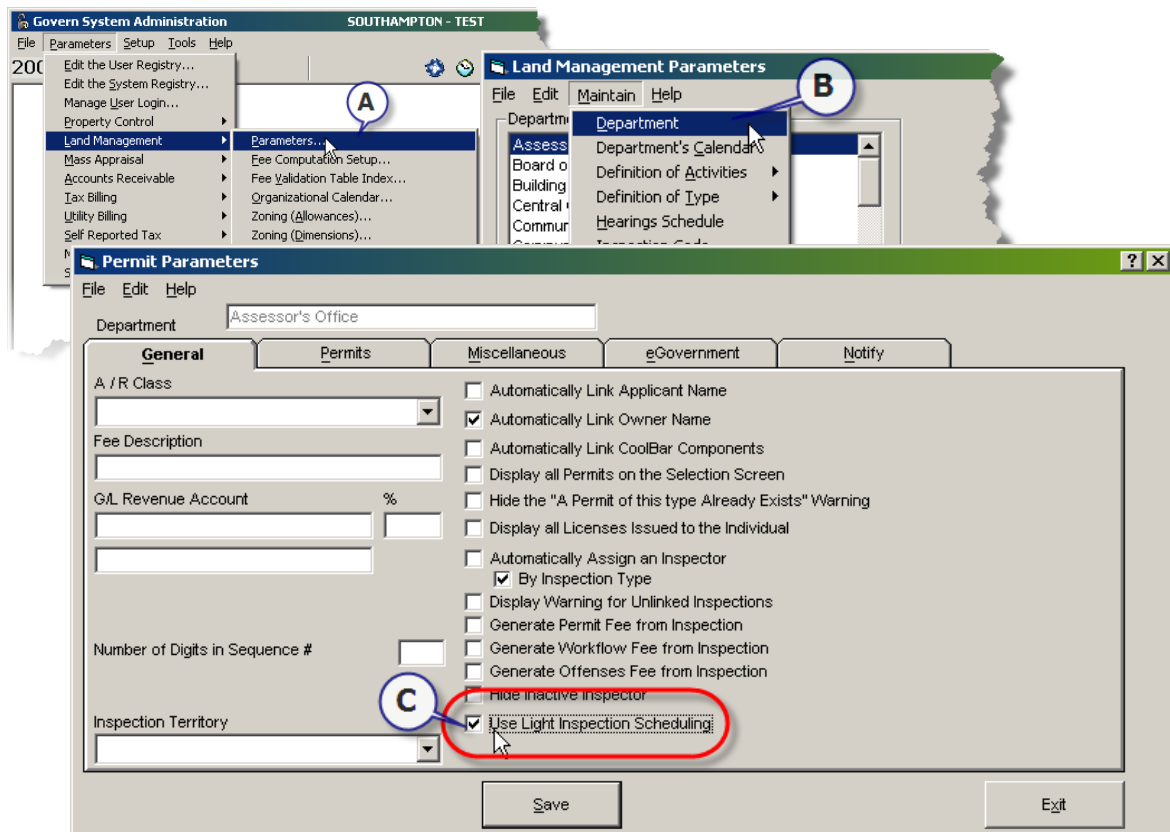 Govern System Administration SOUTHAMPTON - TEST
File Parameters Setup Tools Help
200
Edit the User Registry...
Edit the System Registry...
Manage User Login...
Property Control
Land Management
Mass Appraisal
Accounts Receivable
Tax Billing
Utility Billing
Self Reported Tax
M
S
A
Parameters...
Fee Computation Setup...
Fee Validation Table Index...
Organizational Calendar...
Zoning (Allowances)...
Zoning (Dimensions)...
Land Management Parameters
File Edit Maintain Help
B
Departme
Assess
Board o
Building
Central
Commun
Department
Department's Calendar
Definition of Activities
Definition of Type
Hearings Schedule
Inspection Code
Permit Parameters
File Edit Help
Department Assessor's Office
General Permits Miscellaneous eGovernment Notify
A / R Class
Fee Description
G/L Revenue Account %
Number of Digits in Sequence #
Inspection Territory
Automatically Link Applicant Name
Automatically Link Owner Name
Automatically Link CoolBar Components
Display all Permits on the Selection Screen
Hide the "A Permit of this type Already Exists" Warning
Display all Licenses Issued to the Individual
Automatically Assign an Inspector
By Inspection Type
Display Warning for Unlinked Inspections
Generate Permit Fee from Inspection
Generate Workflow Fee from Inspection
Generate Offenses Fee from Inspection
Hide Inactive Inspector
C
Use Light Inspection Scheduling
Save Exit